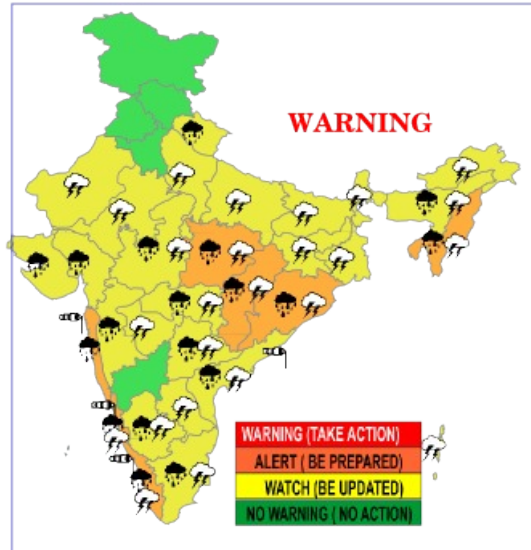 WARNING
WARNING (TAKE ACTION)
ALERT ( BE PREPARED)
WATCH (BE UPDATED)
NO WARNING ( NO ACTION)